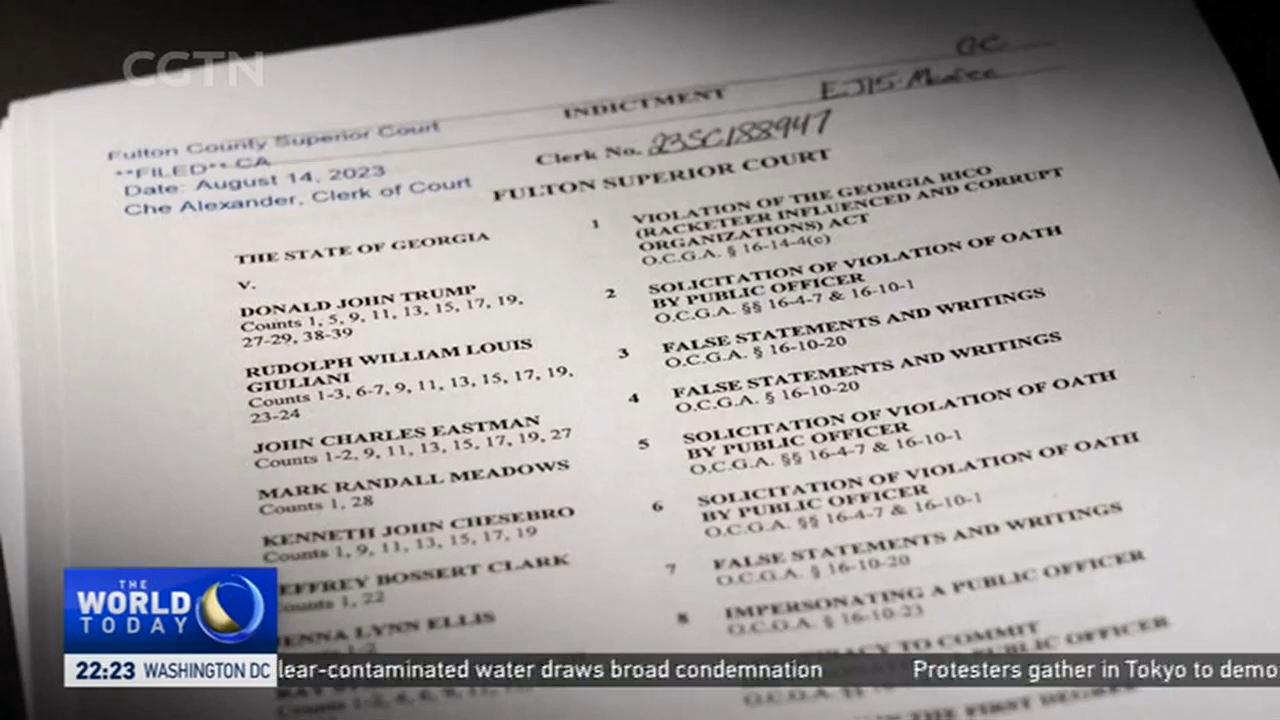 CGTN
INDICTMENT
Fulton County Superior Court
**FILED**CA
Date: August 14, 2023
Che Alexander, Clerk of Court
Clerk No. 23SC188947
FULTON SUPERIOR COURT
THE STATE OF GEORGIA
V.
DONALD JOHN TRUMP
Counts 1, 5, 9, 11, 13, 15, 17, 19,
27-29, 38-39
RUDOLPH WILLIAM LOUIS
GIULIANI
Counts 1-3, 6-7, 9, 11, 13, 15, 17, 19,
23-24
JOHN CHARLES EASTMAN
Counts 1-2, 9, 11, 13, 15, 17, 19, 27
MARK RANDALL MEADOWS
Counts 1, 28
KENNETH JOHN CHESEBRO
Counts 1, 9, 11, 13, 15, 17, 19
EFFREY BOSSERT CLARK
Counts 1, 22
JENNA LYNN ELLIS
1-2
1 VIOLATION OF THE GEORGIA RICO
(RACKETEER INFLUENCED AND CORRUPT
ORGANIZATIONS) ACT
O.C.G.A. § 16-14-4(c)
2 SOLICITATION OF VIOLATION OF OATH
BY PUBLIC OFFICER
O.C.G.A. §§ 16-4-7 & 16-10-1
3 FALSE STATEMENTS AND WRITINGS
O.C.G.A. § 16-10-20
4 FALSE STATEMENTS AND WRITINGS
O.C.G.A. § 16-10-20
5 SOLICITATION OF VIOLATION OF OATH
BY PUBLIC OFFICER
O.C.G.A. §§ 16-4-7 & 16-10-1
6 SOLICITATION OF VIOLATION OF OATH
BY PUBLIC OFFICER
O.C.G.A. §§ 16-4-7 & 16-10-1
7 FALSE STATEMENTS AND WRITINGS
O.C.G.A. § 16-10-20
8 IMPERSONATING A PUBLIC OFFICER
O.C.G.A. § 16-10-23
TO COMMIT
PUBLIC OFFICER
THE FIRST DEGREE
THE
WORLD
TODAY
22:23 WASHINGTON DC lear-contaminated water draws broad condemnation Protesters gather in Tokyo to demo